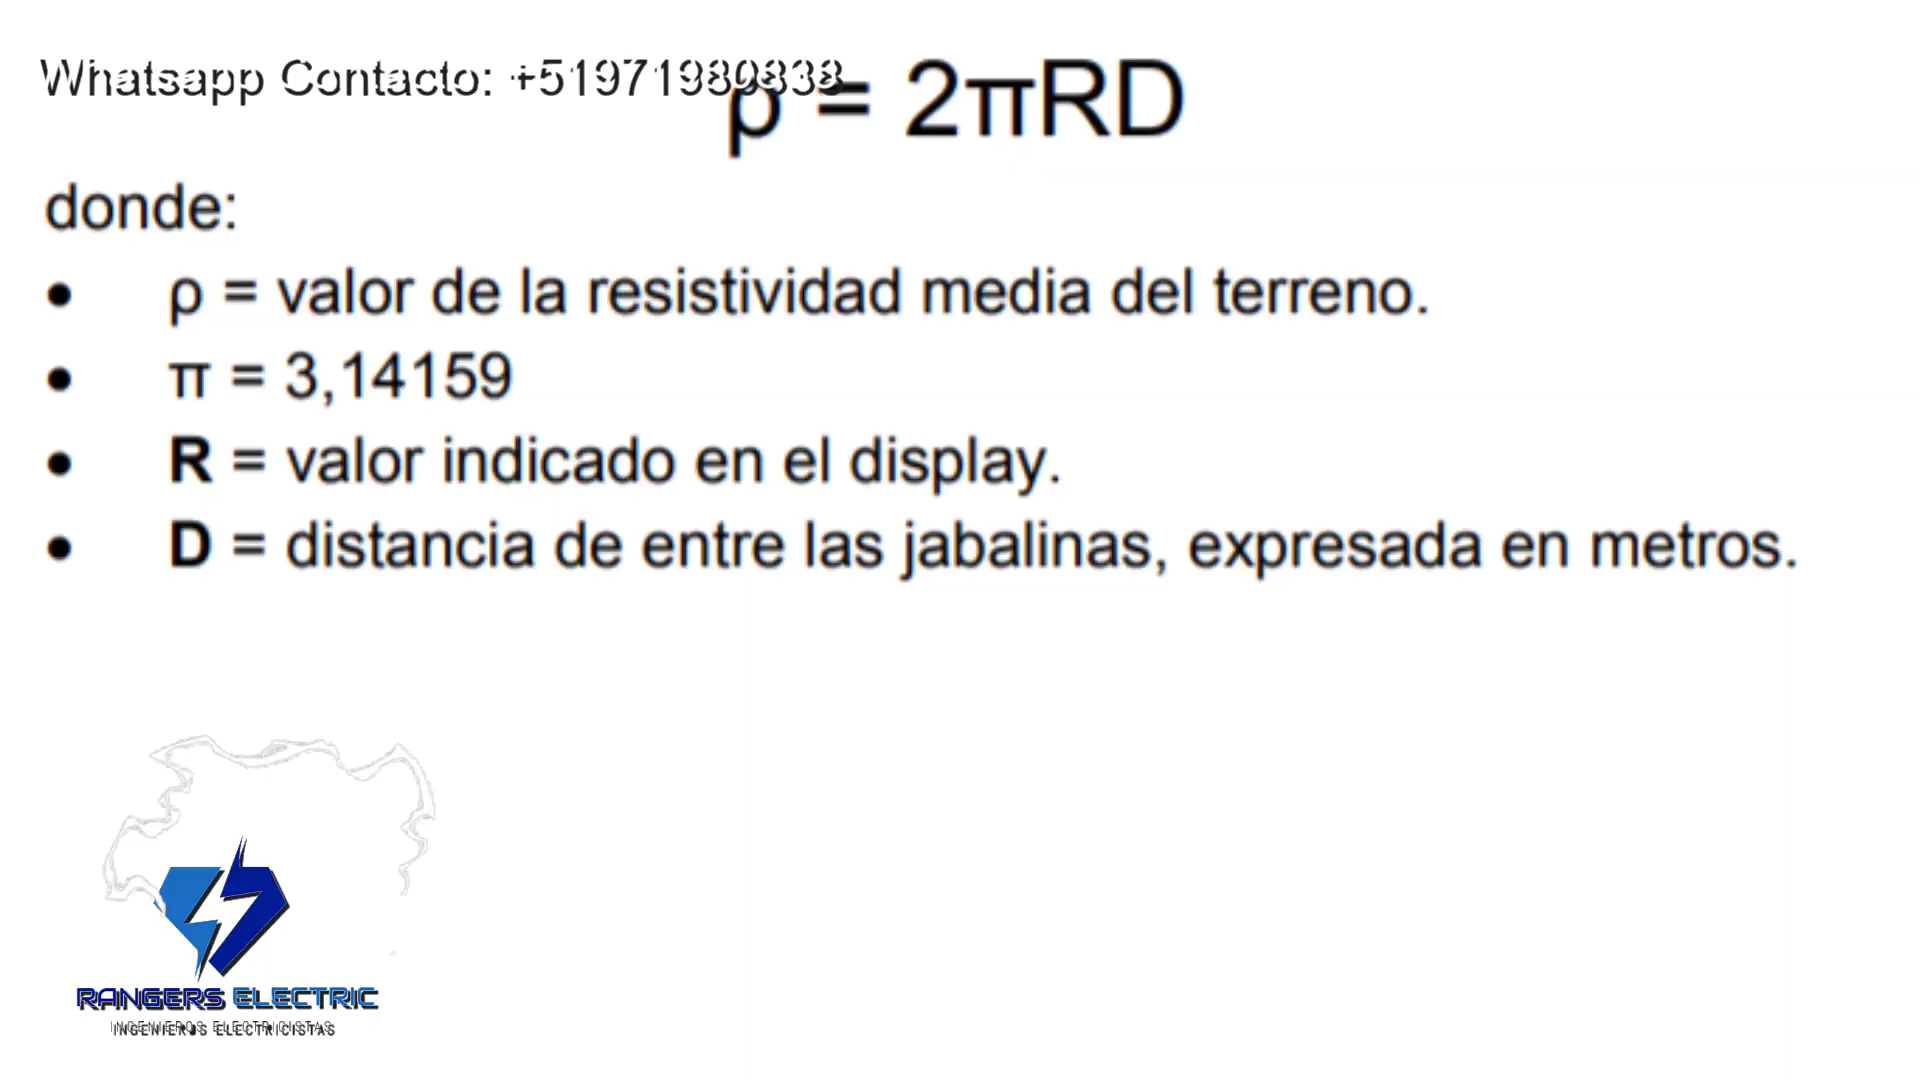 Whatsapp Contacto: +51971980838
ρ = 2πRD
donde:
• ρ = valor de la resistividad media del terreno.
• π = 3,14159
• R = valor indicado en el display.
• D = distancia de entre las jabalinas, expresada en metros.
RANGERS ELECTRIC
INGENIEROS ELECTRICISTAS